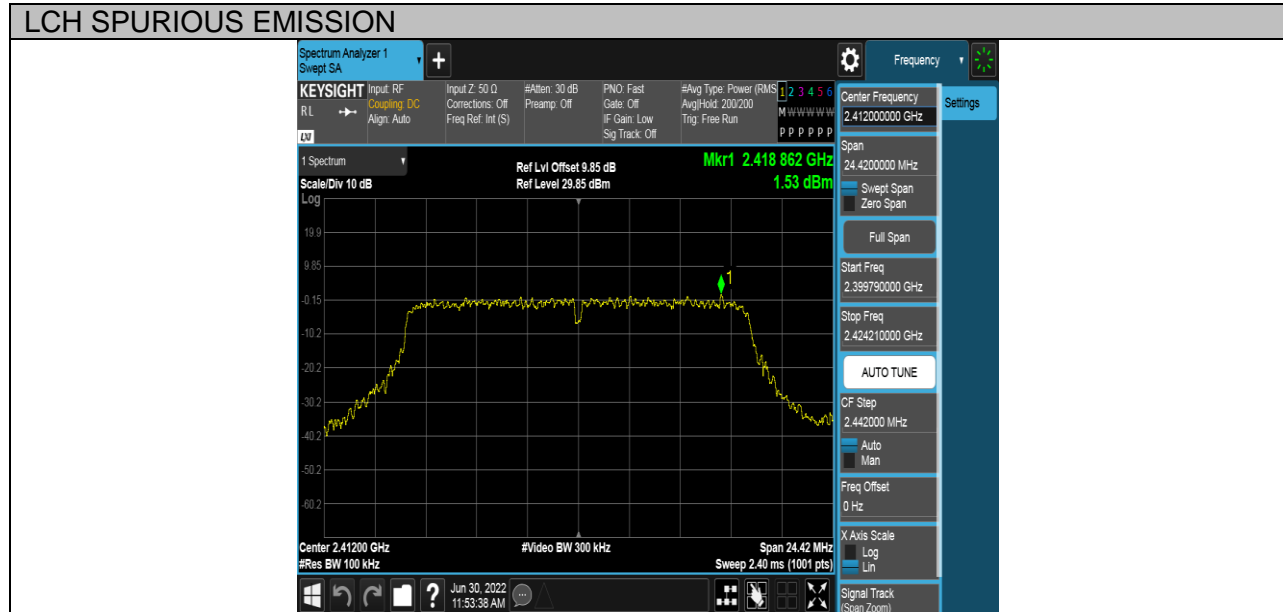 LCH SPURIOUS EMISSION
Spectrum Analyzer 1
Swept SA
+
Frequency
KEYSIGHT
RL
LXI
Input: RF
Coupling: DC
Align: Auto
Input Z: 50 Ω
Corrections: Off
Freq Ref: Int (S)
#Atten: 30 dB
Preamp: Off
PNO: Fast
Gate: Off
IF Gain: Low
Sig Track: Off
#Avg Type: Power (RMS
Avg|Hold: 200/200
Trig: Free Run
1 2 3 4 5 6
M W W W W W
P P P P P P
Center Frequency
2.412000000 GHz
Settings
Span
24.4200000 MHz
Swept Span
Zero Span
Full Span
Start Freq
2.399790000 GHz
Stop Freq
2.424210000 GHz
AUTO TUNE
CF Step
2.442000 MHz
Auto
Man
Freq Offset
0 Hz
X Axis Scale
Log
Lin
Signal Track
(Span Zoom)
1 Spectrum
Scale/Div 10 dB
Log
Ref Lvl Offset 9.85 dB
Ref Level 29.85 dBm
Mkr1 2.418 862 GHz
1.53 dBm
19.9
9.85
1
-0.15
-10.2
-20.2
-30.2
-40.2
-50.2
-60.2
Center 2.41200 GHz
#Res BW 100 kHz
#Video BW 300 kHz
Span 24.42 MHz
Sweep 2.40 ms (1001 pts)
?
Jun 30, 2022
11:53:38 AM